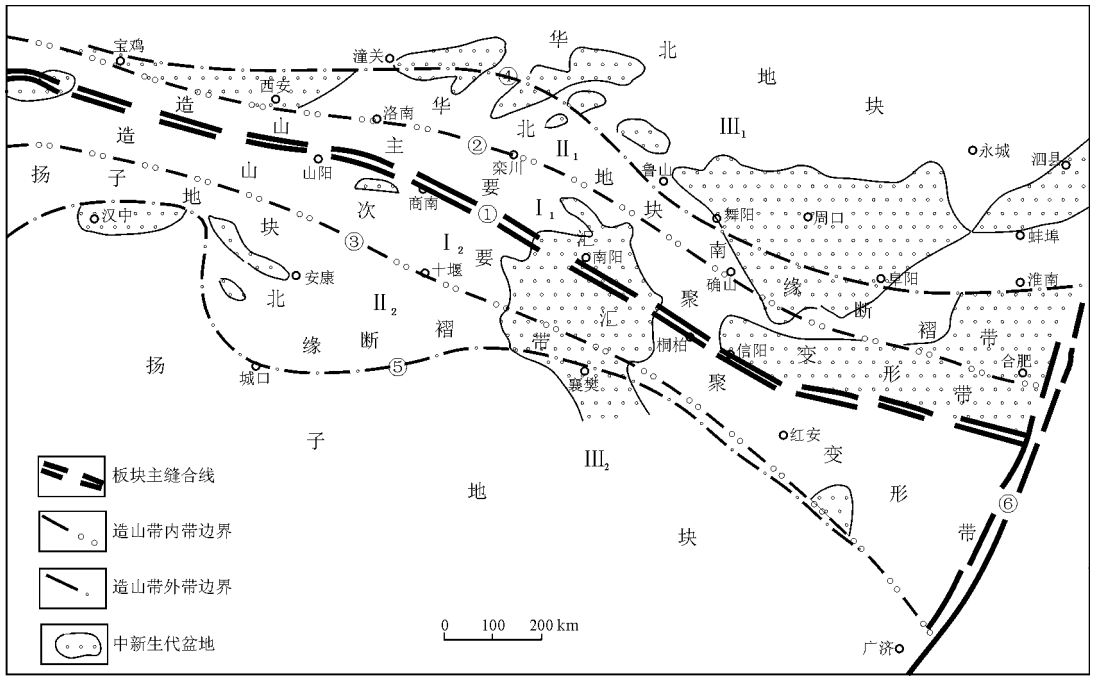 华北地块
华北地块南缘断褶带
造山主要汇聚变形带
造山次要汇聚变形带
扬子地块北缘断褶带
扬子地块
宝鸡
潼关
西安
洛南
栾川
鲁山
永城
泗县
山阳
商南
舞阳
周口
蚌埠
汉中
安康
十堰
南阳
确山
阜阳
淮南
桐柏
信阳
合肥
城口
襄樊
红安
广济
④
②
①
③
⑤
⑥
Ⅲ₁
Ⅱ₁
Ⅰ₁
Ⅰ₂
Ⅱ₂
Ⅲ₂
板块主缝合线
造山带内带边界
造山带外带边界
中新生代盆地
0 100 200 km